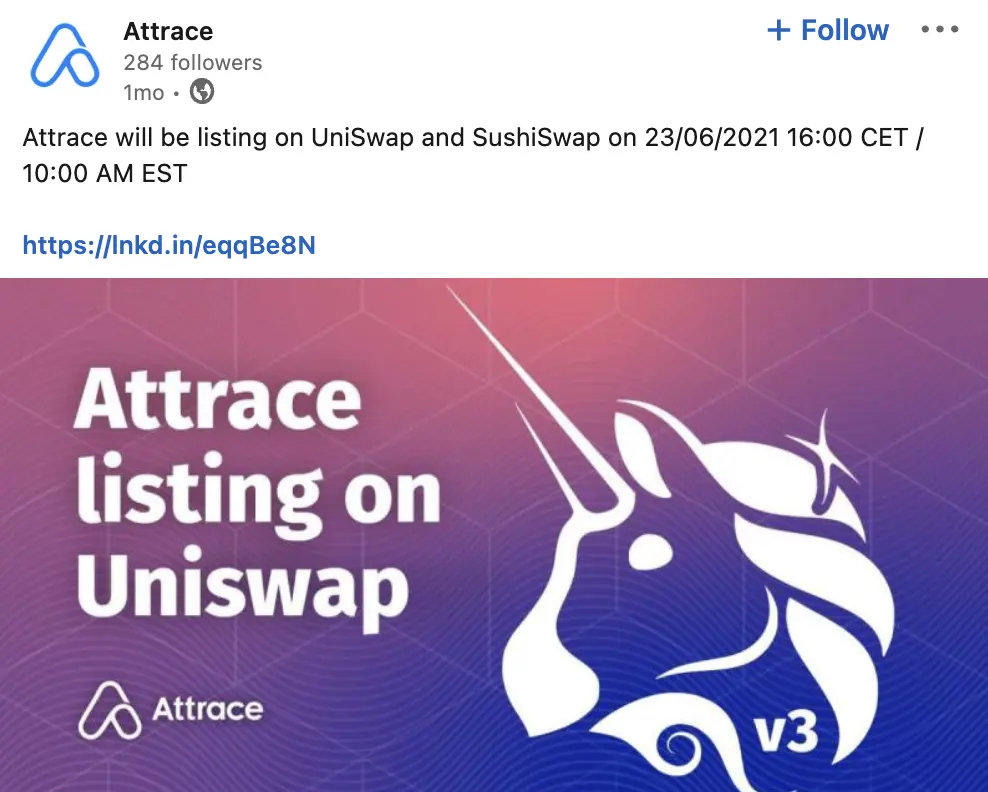 Attrace
+ Follow
284 followers
1mo •
Attrace will be listing on UniSwap and SushiSwap on 23/06/2021 16:00 CET /
10:00 AM EST
https://lnkd.in/eqqBe8N
Attrace
listing on
Uniswap
Attrace
v3